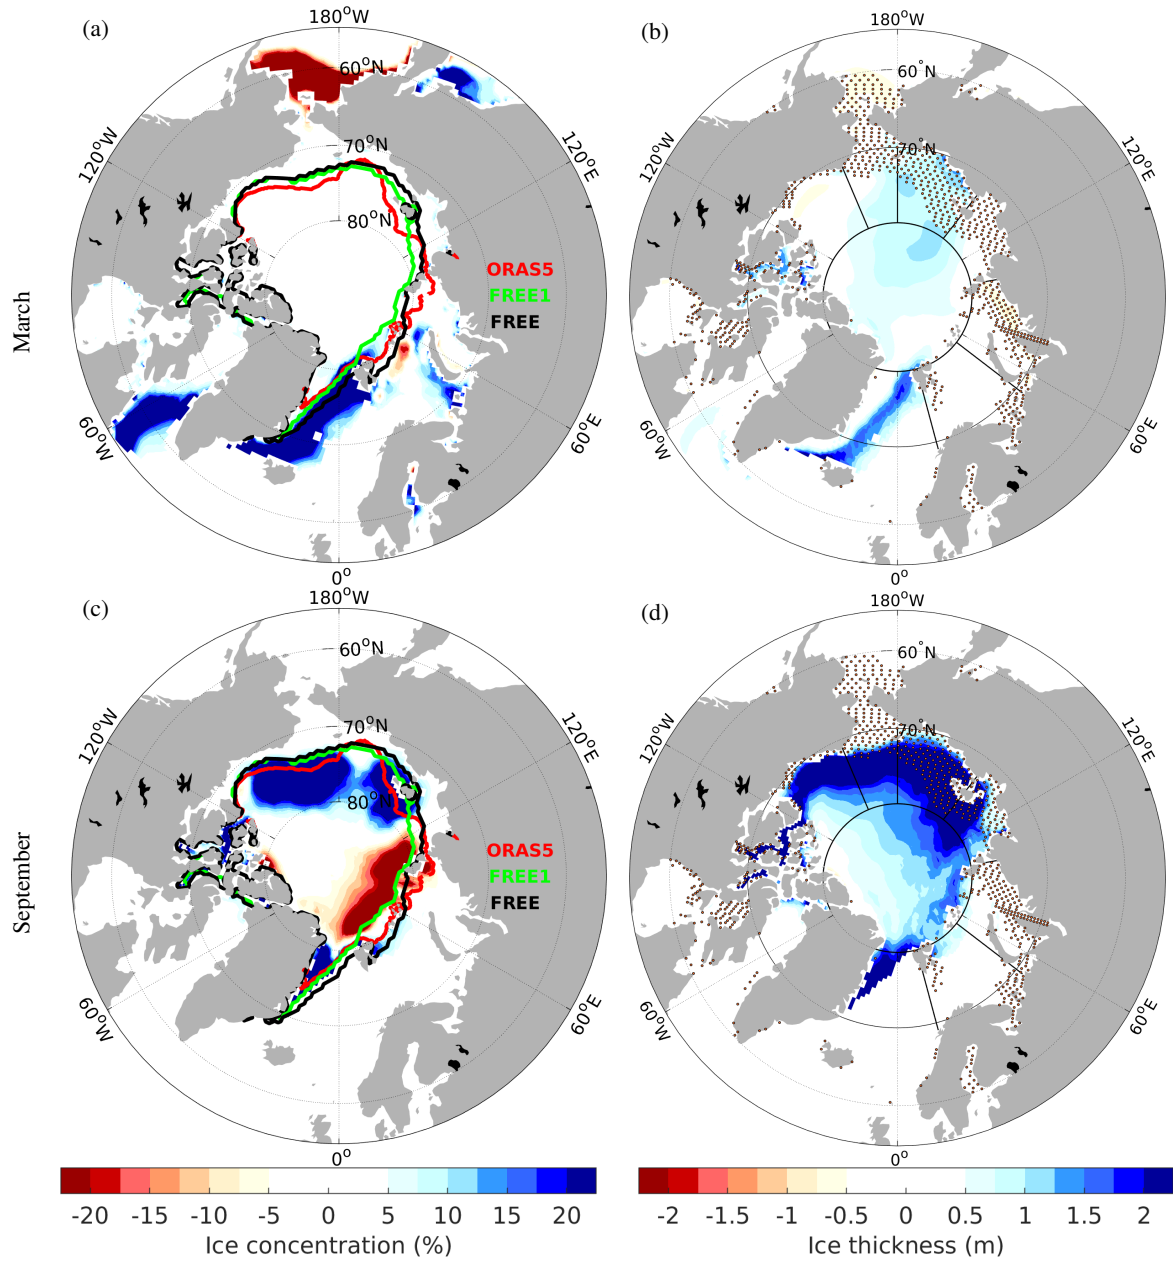 (a)
180°W
60°N
70°N
80°N
120°W
120°E
60°W
60°E
0°
ORAS5
FREE1
FREE
March
(b)
180°W
60°N
70°N
120°W
120°E
60°W
60°E
0°
(c)
180°W
60°N
70°N
80°N
120°W
120°E
60°W
60°E
0°
ORAS5
FREE1
FREE
September
(d)
180°W
60°N
70°N
120°W
120°E
60°W
60°E
0°
-20 -15 -10 -5 0 5 10 15 20
Ice concentration (%)
-2 -1.5 -1 -0.5 0 0.5 1 1.5 2
Ice thickness (m)